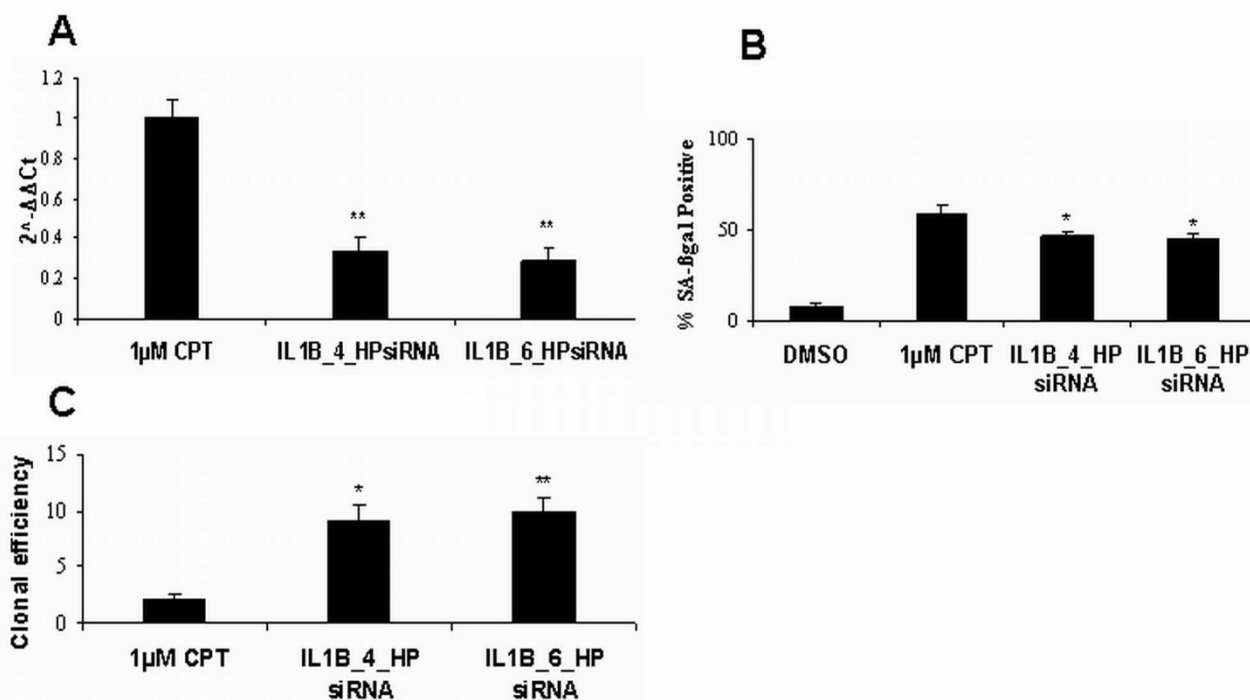 A
1.2
1
0.8
0.6
0.4
0.2
0
2^-ΔΔCt
**
**
1µM CPT IL1B_4_HPsiRNA IL1B_6_HPsiRNA
B
100
50
0
% SA-βgal Positive
*
*
DMSO 1µM CPT IL1B_4_HP IL1B_6_HP
siRNA siRNA
C
15
10
5
0
Clonal efficiency
*
**
1µM CPT IL1B_4_HP IL1B_6_HP
siRNA siRNA